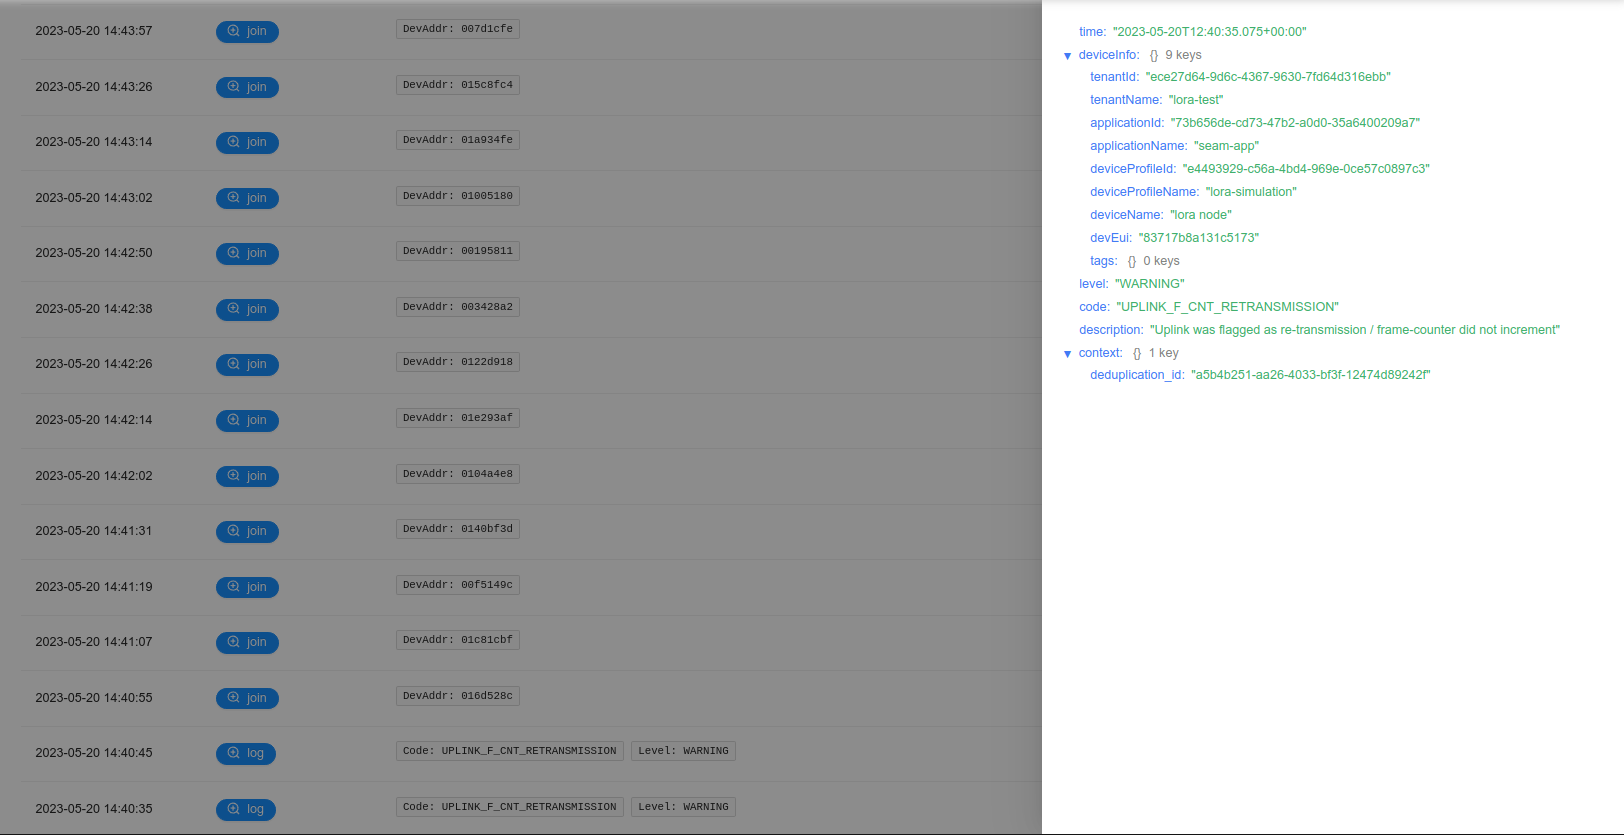 2023-05-20 14:43:57 join DevAddr: 007d1cfe
2023-05-20 14:43:26 join DevAddr: 015c8fc4
2023-05-20 14:43:14 join DevAddr: 01a934fe
2023-05-20 14:43:02 join DevAddr: 01005180
2023-05-20 14:42:50 join DevAddr: 00195811
2023-05-20 14:42:38 join DevAddr: 003428a2
2023-05-20 14:42:26 join DevAddr: 0122d918
2023-05-20 14:42:14 join DevAddr: 01e293af
2023-05-20 14:42:02 join DevAddr: 0104a4e8
2023-05-20 14:41:31 join DevAddr: 0140bf3d
2023-05-20 14:41:19 join DevAddr: 00f5149c
2023-05-20 14:41:07 join DevAddr: 01c81cbf
2023-05-20 14:40:55 join DevAddr: 016d528c
2023-05-20 14:40:45 log Code: UPLINK_F_CNT_RETRANSMISSION Level: WARNING
2023-05-20 14:40:35 log Code: UPLINK_F_CNT_RETRANSMISSION Level: WARNING
time: "2023-05-20T12:40:35.075+00:00"
▼ deviceInfo: {} 9 keys
tenantId: "ece27d64-9d6c-4367-9630-7fd64d316ebb"
tenantName: "lora-test"
applicationId: "73b656de-cd73-47b2-a0d0-35a6400209a7"
applicationName: "seam-app"
deviceProfileId: "e4493929-c56a-4bd4-969e-0ce57c0897c3"
deviceProfileName: "lora-simulation"
deviceName: "lora node"
devEui: "83717b8a131c5173"
tags: {} 0 keys
level: "WARNING"
code: "UPLINK_F_CNT_RETRANSMISSION"
description: "Uplink was flagged as re-transmission / frame-counter did not increment"
▼ context: {} 1 key
deduplication_id: "a5b4b251-aa26-4033-bf3f-12474d89242f"